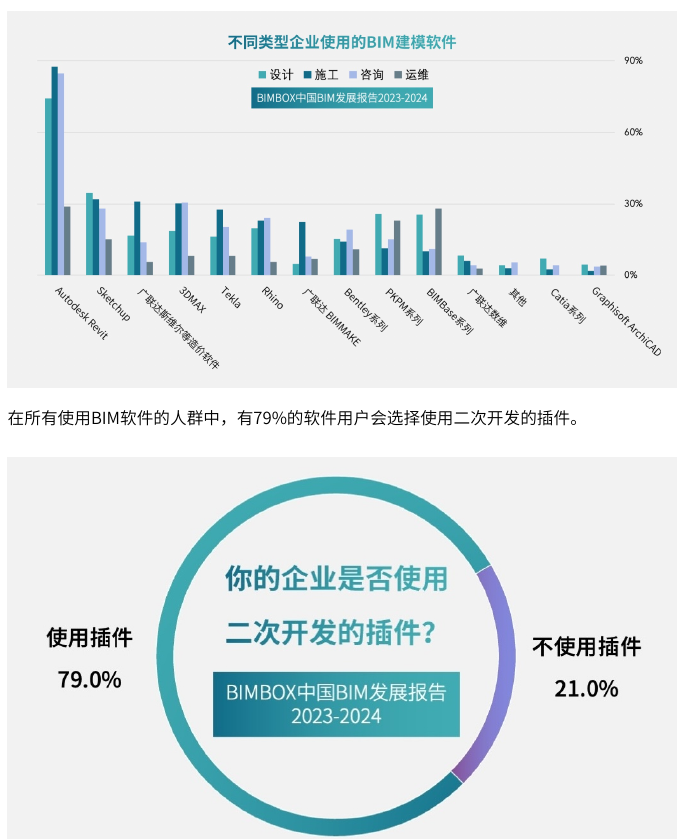 不同类型企业使用的BIM建模软件
设计 施工 咨询 运维
BIMBOX中国BIM发展报告2023-2024
90%
60%
30%
0%
Autodesk Revit
Sketchup
广联达斯维尔等造价软件
3DMAX
Tekla
Rhino
广联达 BIMMAKE
Bentley系列
PKPM系列
BIMBase系列
广联达数维
其他
Catia系列
Graphisoft ArchiCAD
在所有使用BIM软件的人群中，有79%的软件用户会选择使用二次开发的插件。
你的企业是否使用
二次开发的插件？
BIMBOX中国BIM发展报告
2023-2024
使用插件
79.0%
不使用插件
21.0%